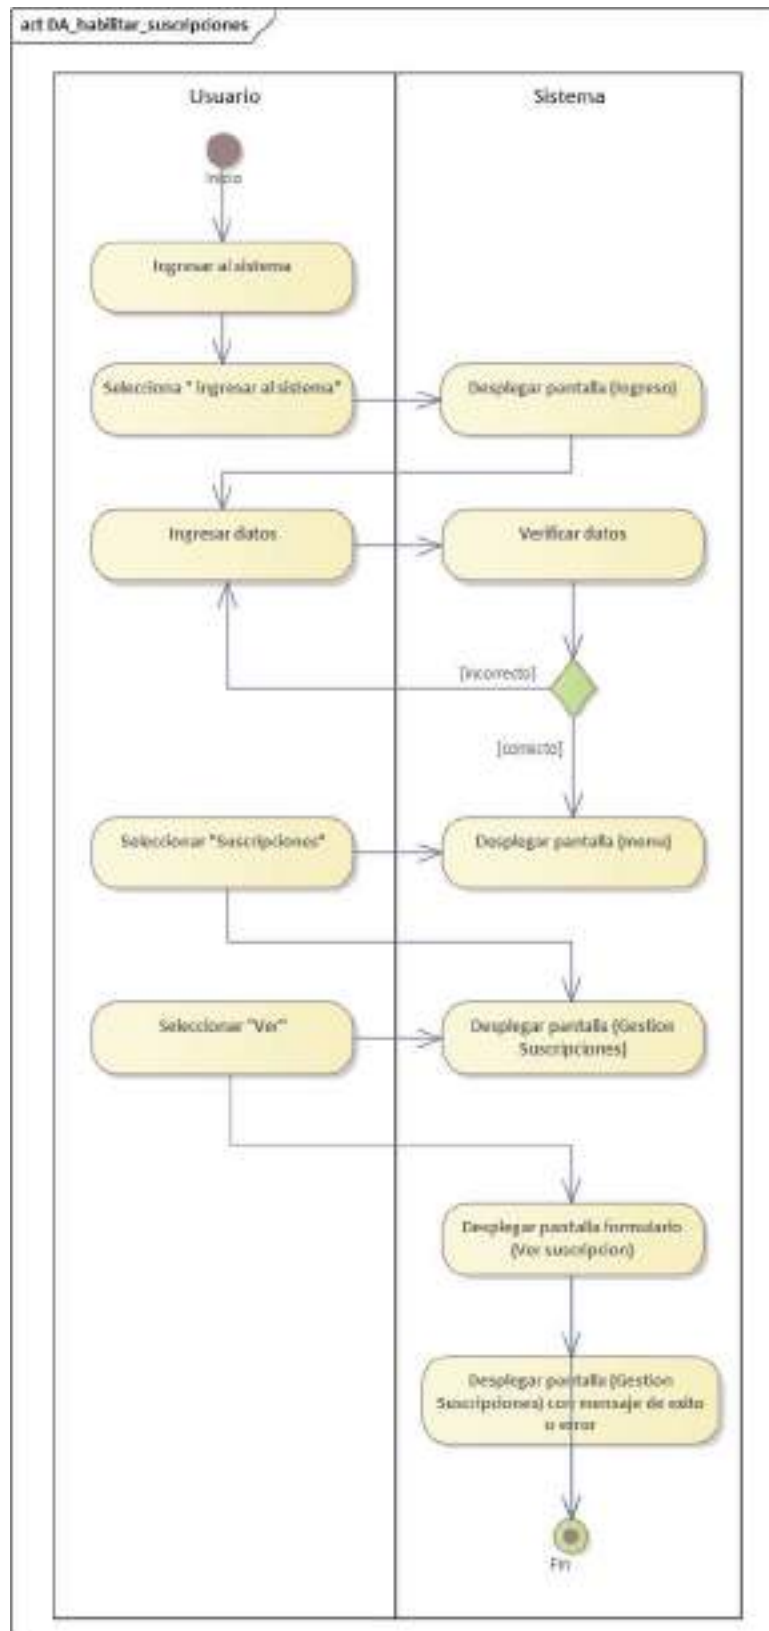 act DA_habilitar_suscripciones
Usuario
Sistema
Inicio
Ingresar al sistema
Selecciona " ingresar al sistema"
Desplegar pantalla (Ingreso)
Ingresar datos
Verificar datos
[incorrecto]
[correcto]
Seleccionar "Suscripciones"
Desplegar pantalla (menu)
Seleccionar "Ver"
Desplegar pantalla (Gestion
Suscripciones)
Desplegar pantalla formulario
(Ver suscripcion)
Desplegar pantalla (Gestion
Suscripciones) con mensaje de exito
o error
Fin